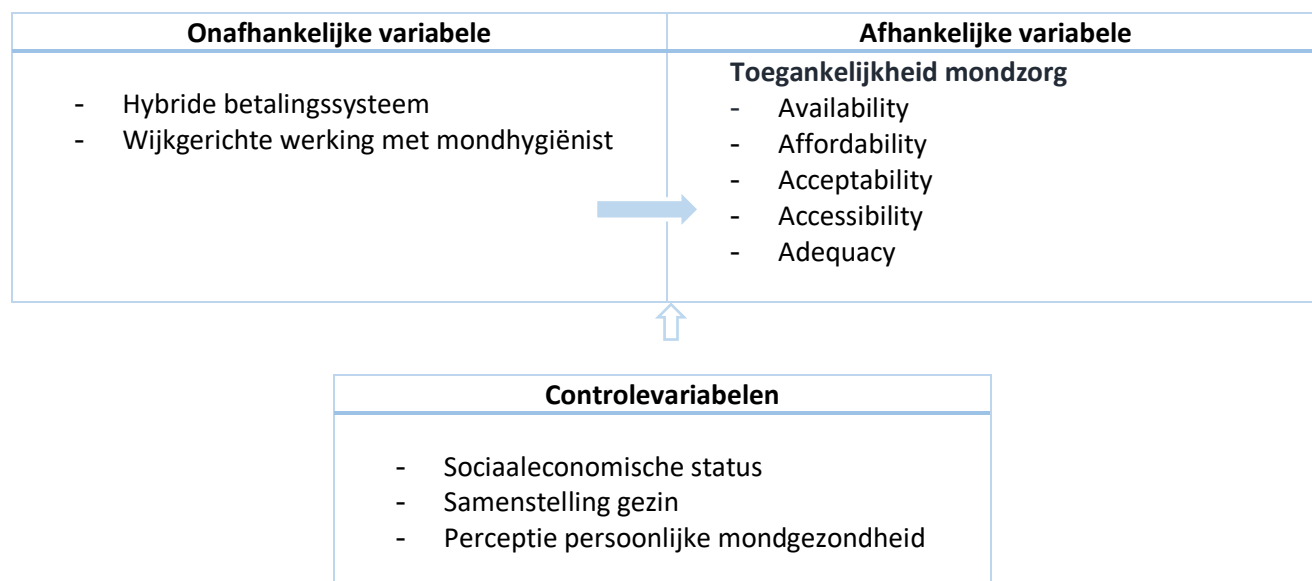 Onafhankelijke variabele
Afhankelijke variabele
- Hybride betalingssysteem
- Wijkgerichte werking met mondhygiënist
Toegankelijkheid mondzorg
- Availability
- Affordability
- Acceptability
- Accessibility
- Adequacy
Controlevariabelen
- Sociaaleconomische status
- Samenstelling gezin
- Perceptie persoonlijke mondgezondheid